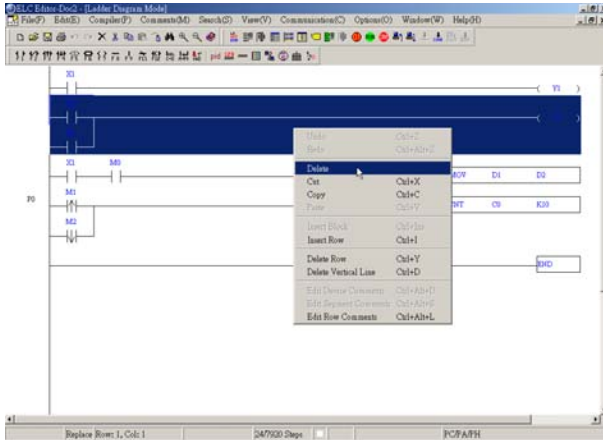 ELC Editor-Doc2 - [Ladder Diagram Mode]
File(F) Edit(E) Compiler(P) Comments(M) Search(S) View(V) Communication(C) Options(O) Window(W) Help(H)
X1
Y1
Undo Ctrl+Z
Redo Ctrl+Alt+Z
X1 M0
Delete
MOV D1 D2
Cut Ctrl+X
Copy Ctrl+C
P0
M1
Paste Ctrl+V
CNT C0 K10
Insert Block Ctrl+Ins
M2
Insert Row Ctrl+I
Delete Row Ctrl+Y
END
Delete Vertical Line Ctrl+D
Edit Device Comments Ctrl+Alt+D
Edit Segment Comments Ctrl+Alt+S
Edit Row Comments Ctrl+Alt+L
Replace Row: 1, Col: 1
24/7920 Steps
PC/PA/PH